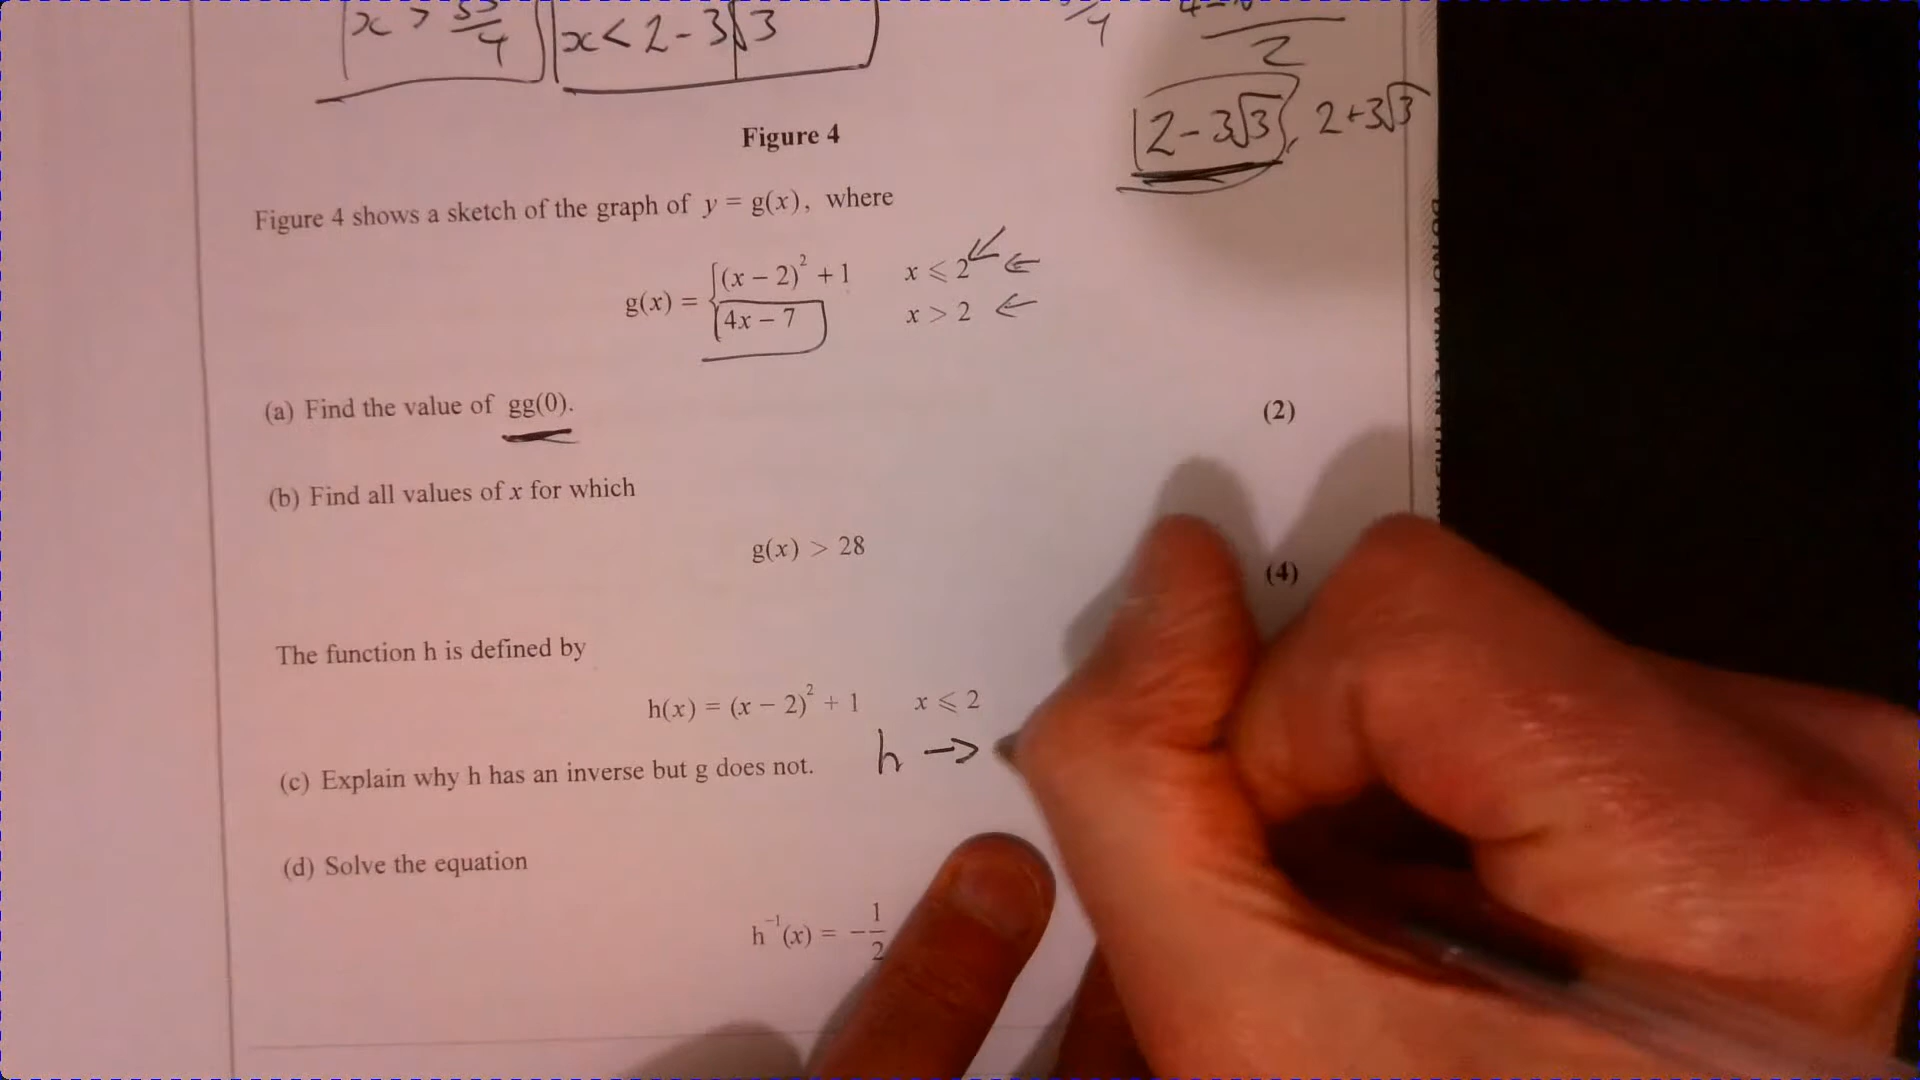 x > 35/4 x < 2 - 3√3
2
2 - 3√3, 2 + 3√3
Figure 4
Figure 4 shows a sketch of the graph of y = g(x), where
g(x) = { (x − 2)² + 1 x ⩽ 2
4x − 7 x > 2
(a) Find the value of gg(0).
(2)
(b) Find all values of x for which
g(x) > 28
(4)
The function h is defined by
h(x) = (x − 2)² + 1 x ⩽ 2
h →
(c) Explain why h has an inverse but g does not.
(d) Solve the equation
h⁻¹(x) = −1/2